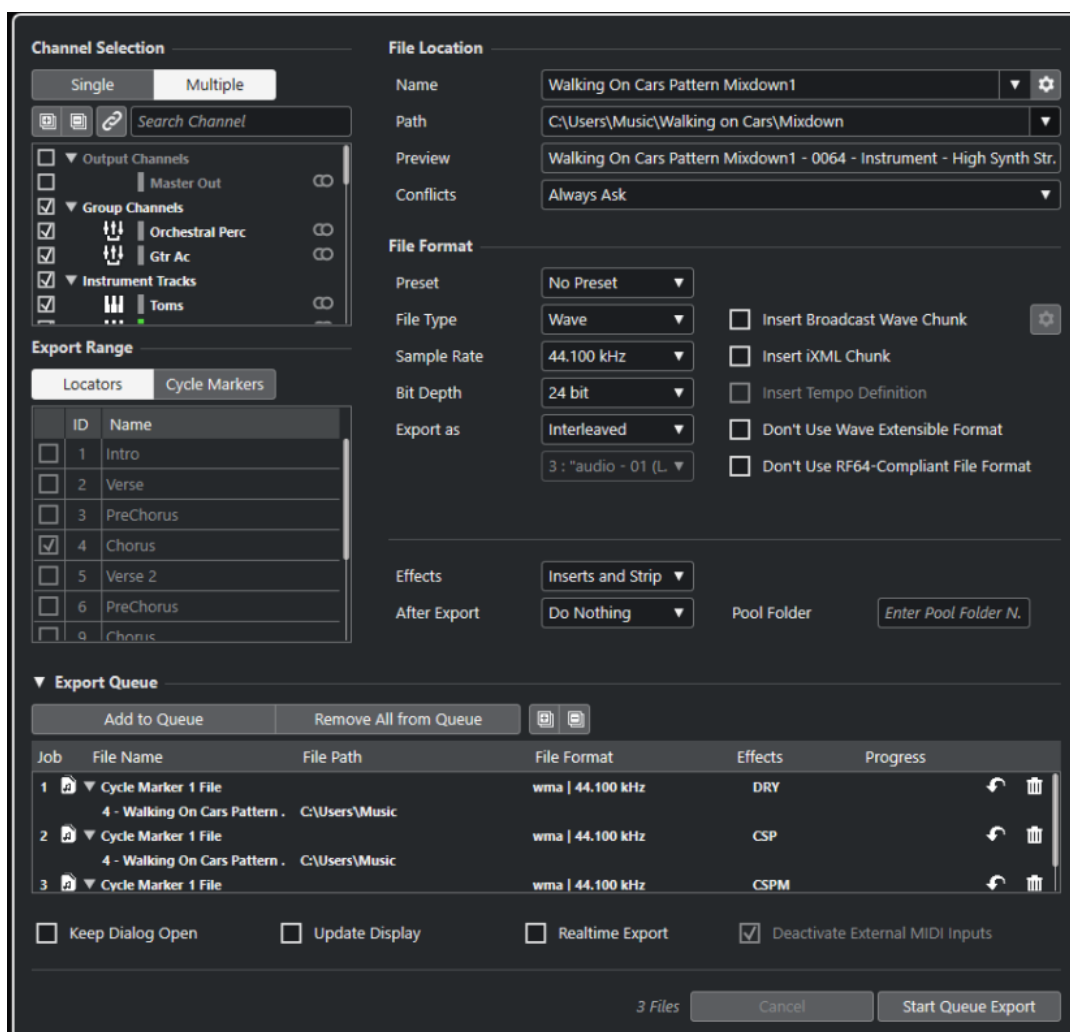 Channel Selection
Single Multiple
Search Channel
Output Channels
Master Out
Group Channels
Orchestral Perc
Gtr Ac
Instrument Tracks
Toms
Export Range
Locators Cycle Markers
ID Name
1 Intro
2 Verse
3 PreChorus
4 Chorus
5 Verse 2
6 PreChorus
9 Chorus
File Location
Name Walking On Cars Pattern Mixdown1
Path C:\Users\Music\Walking on Cars\Mixdown
Preview Walking On Cars Pattern Mixdown1 - 0064 - Instrument - High Synth Str.
Conflicts Always Ask
File Format
Preset No Preset
File Type Wave Insert Broadcast Wave Chunk
Sample Rate 44.100 kHz Insert iXML Chunk
Bit Depth 24 bit Insert Tempo Definition
Export as Interleaved Don't Use Wave Extensible Format
3 : "audio - 01 (L. Don't Use RF64-Compliant File Format
Effects Inserts and Strip
After Export Do Nothing Pool Folder Enter Pool Folder N.
Export Queue
Add to Queue Remove All from Queue
Job File Name File Path File Format Effects Progress
1 Cycle Marker 1 File wma | 44.100 kHz DRY
4 - Walking On Cars Pattern . C:\Users\Music
2 Cycle Marker 1 File wma | 44.100 kHz CSP
4 - Walking On Cars Pattern . C:\Users\Music
3 Cycle Marker 1 File wma | 44.100 kHz CSPM
Keep Dialog Open Update Display Realtime Export Deactivate External MIDI Inputs
3 Files Cancel Start Queue Export